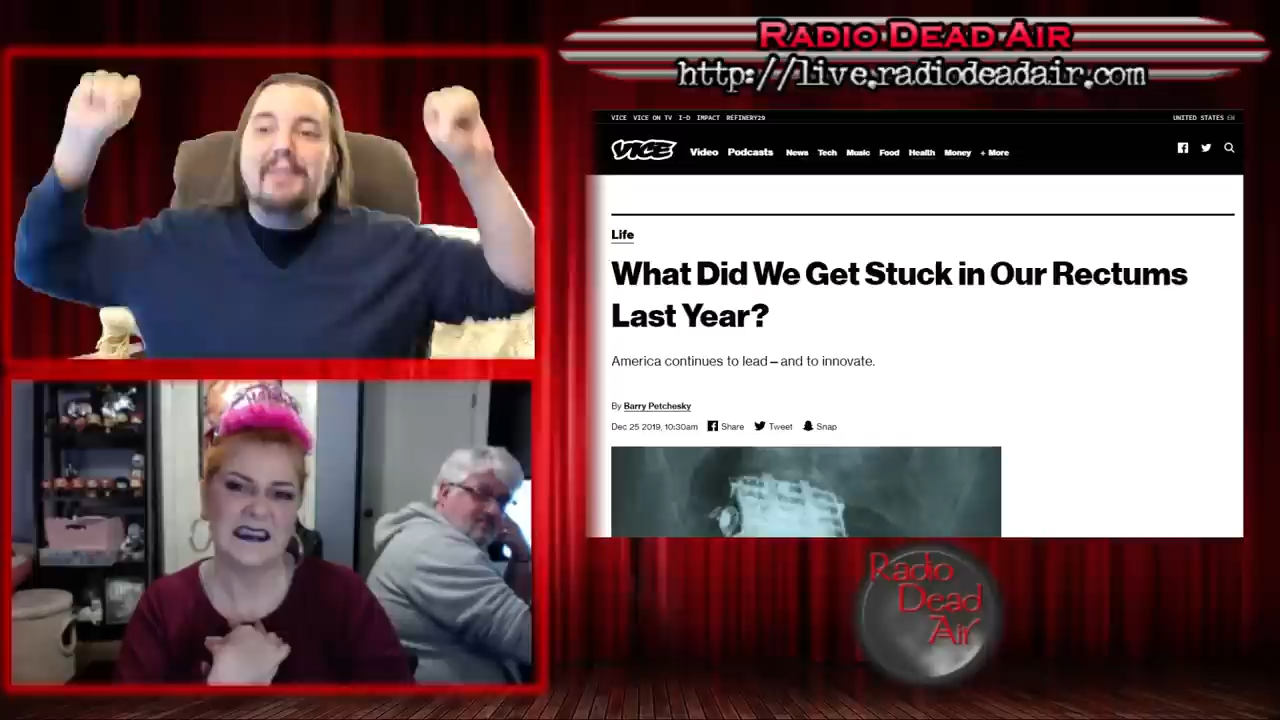 RADIO DEAD AIR
http://live.radiodeadair.com
VICE VICE ON TV I-D IMPACT REFINERY29 UNITED STATES EN
VICE Video Podcasts News Tech Music Food Health Money + More
Life
What Did We Get Stuck in Our Rectums
Last Year?
America continues to lead—and to innovate.
By Barry Petchesky
Dec 25 2019, 10:30am Share Tweet Snap
Radio
Dead
Air